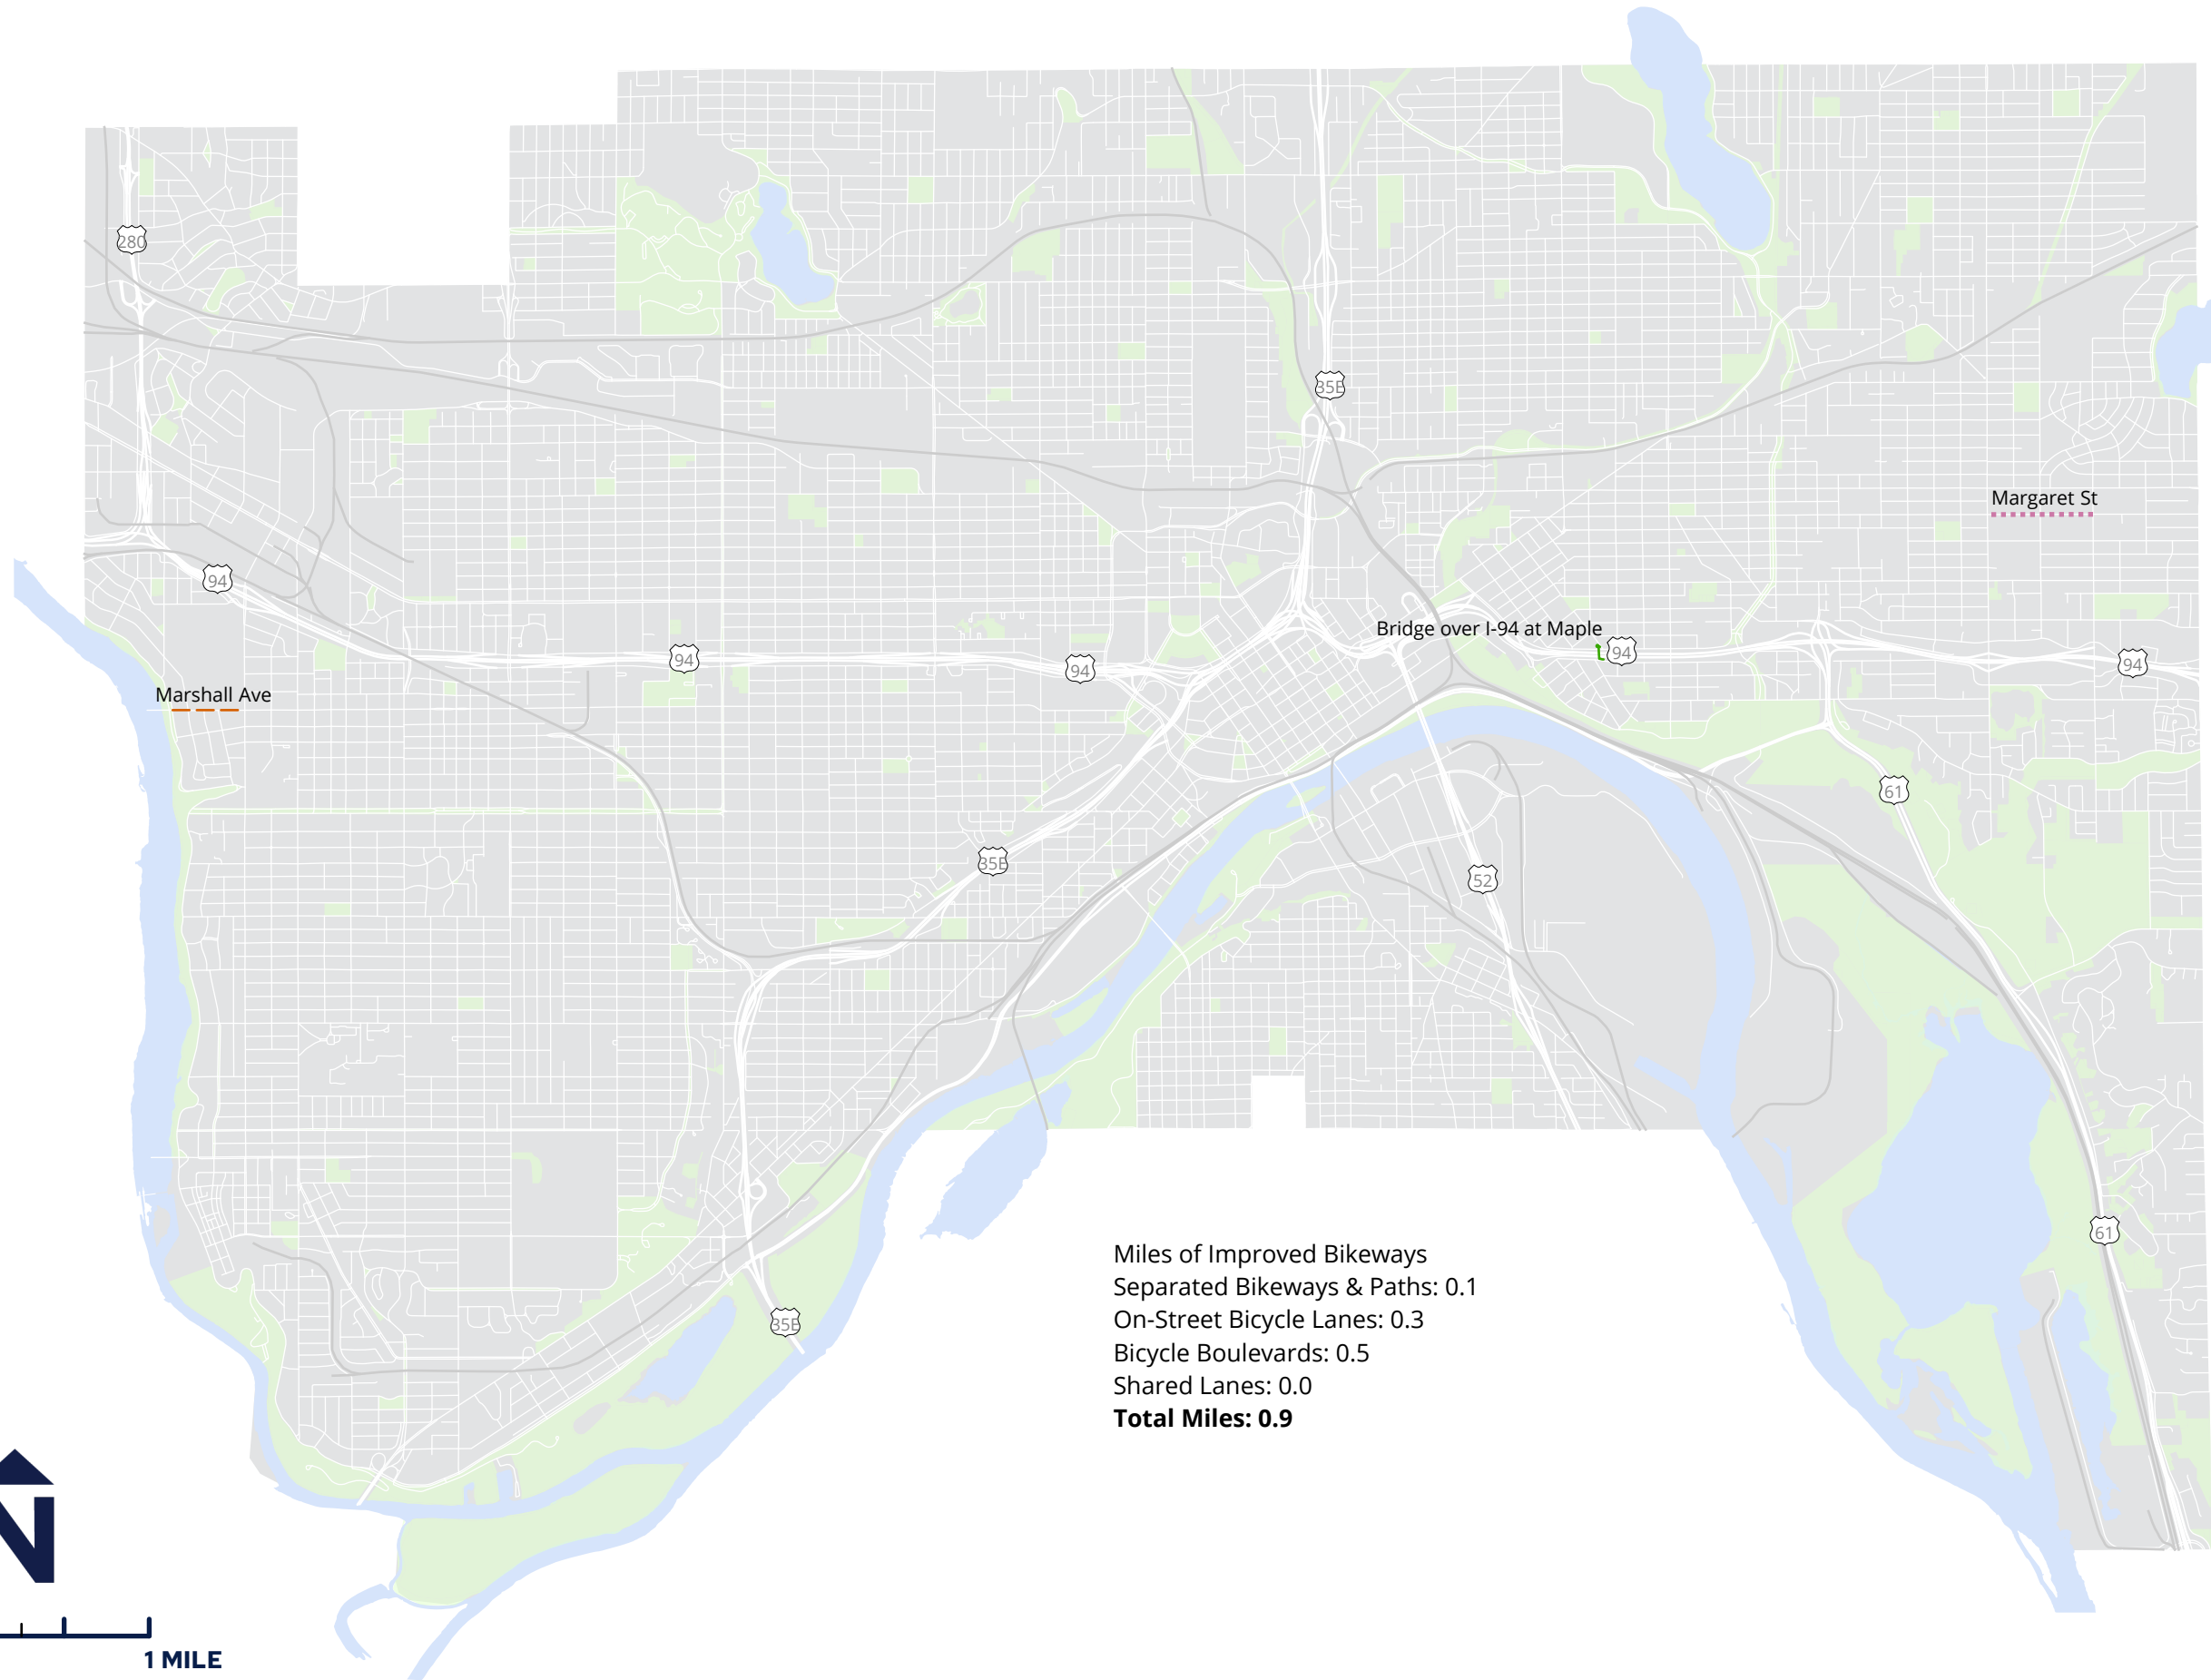 280
35E
Margaret St
94
Bridge over I-94 at Maple
94
94
94
94
Marshall Ave
61
35E
52
61
Miles of Improved Bikeways
Separated Bikeways & Paths: 0.1
On-Street Bicycle Lanes: 0.3
Bicycle Boulevards: 0.5
Shared Lanes: 0.0
Total Miles: 0.9
35E
N
1 MILE